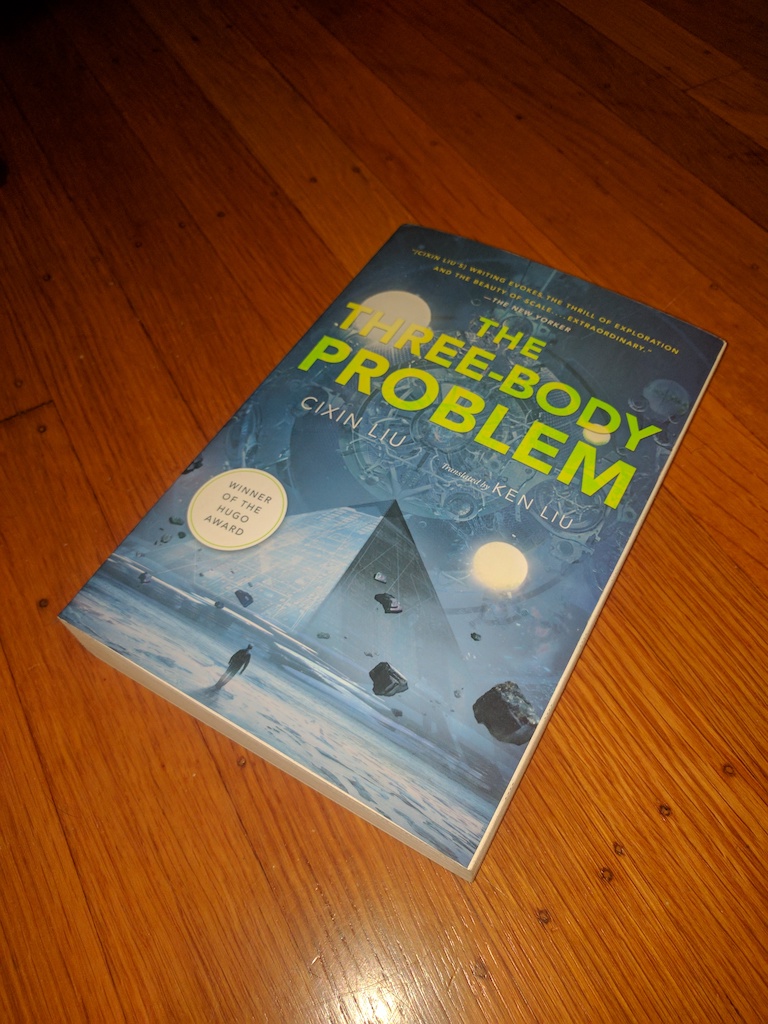 "[CIXIN LIU'S] WRITING EVOKES THE THRILL OF EXPLORATION
AND THE BEAUTY OF SCALE. . . . EXTRAORDINARY."
—THE NEW YORKER
THE
THREE-BODY
PROBLEM
CIXIN LIU
Translated by KEN LIU
WINNER
OF THE
HUGO
AWARD